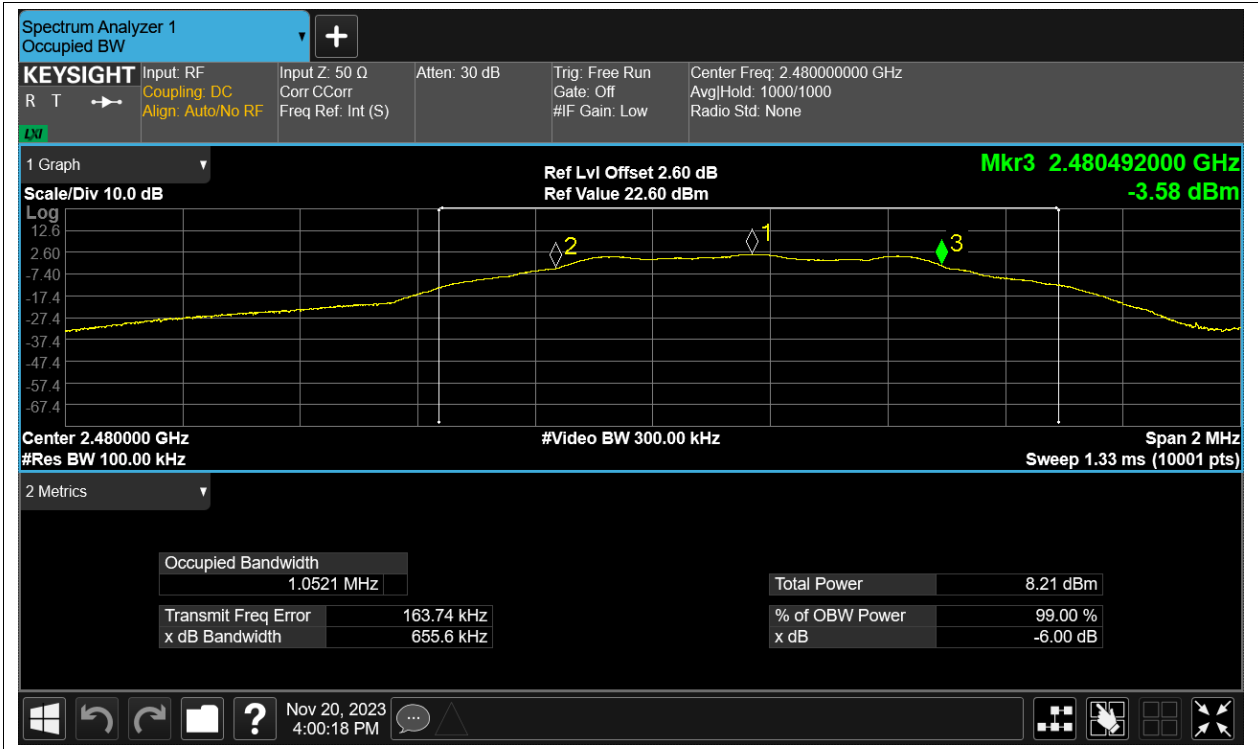 Spectrum Analyzer 1
Occupied BW
KEYSIGHT
R T
LXI
Input: RF
Coupling: DC
Align: Auto/No RF
Input Z: 50 Ω
Corr CCorr
Freq Ref: Int (S)
Atten: 30 dB
Trig: Free Run
Gate: Off
#IF Gain: Low
Center Freq: 2.480000000 GHz
Avg|Hold: 1000/1000
Radio Std: None
1 Graph
Scale/Div 10.0 dB
Ref Lvl Offset 2.60 dB
Ref Value 22.60 dBm
Mkr3 2.480492000 GHz
-3.58 dBm
Log
12.6
2.60
-7.40
-17.4
-27.4
-37.4
-47.4
-57.4
-67.4
2
1
3
Center 2.480000 GHz
#Res BW 100.00 kHz
#Video BW 300.00 kHz
Span 2 MHz
Sweep 1.33 ms (10001 pts)
2 Metrics
Occupied Bandwidth
1.0521 MHz
Transmit Freq Error 163.74 kHz
x dB Bandwidth 655.6 kHz
Total Power 8.21 dBm
% of OBW Power 99.00 %
x dB -6.00 dB
?
Nov 20, 2023
4:00:18 PM